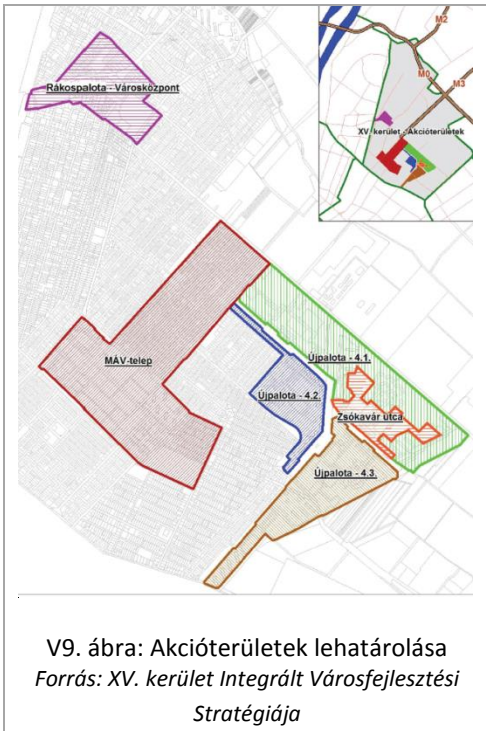 Rákospalota - Városközpont
M2
M0
M3
XV. kerület - Akcióterületek
MÁV-telep
Újpalota - 4.1.
Újpalota - 4.2.
Zsókavár utca
Újpalota - 4.3.
V9. ábra: Akcióterületek lehatárolása
Forrás: XV. kerület Integrált Városfejlesztési
Stratégiája